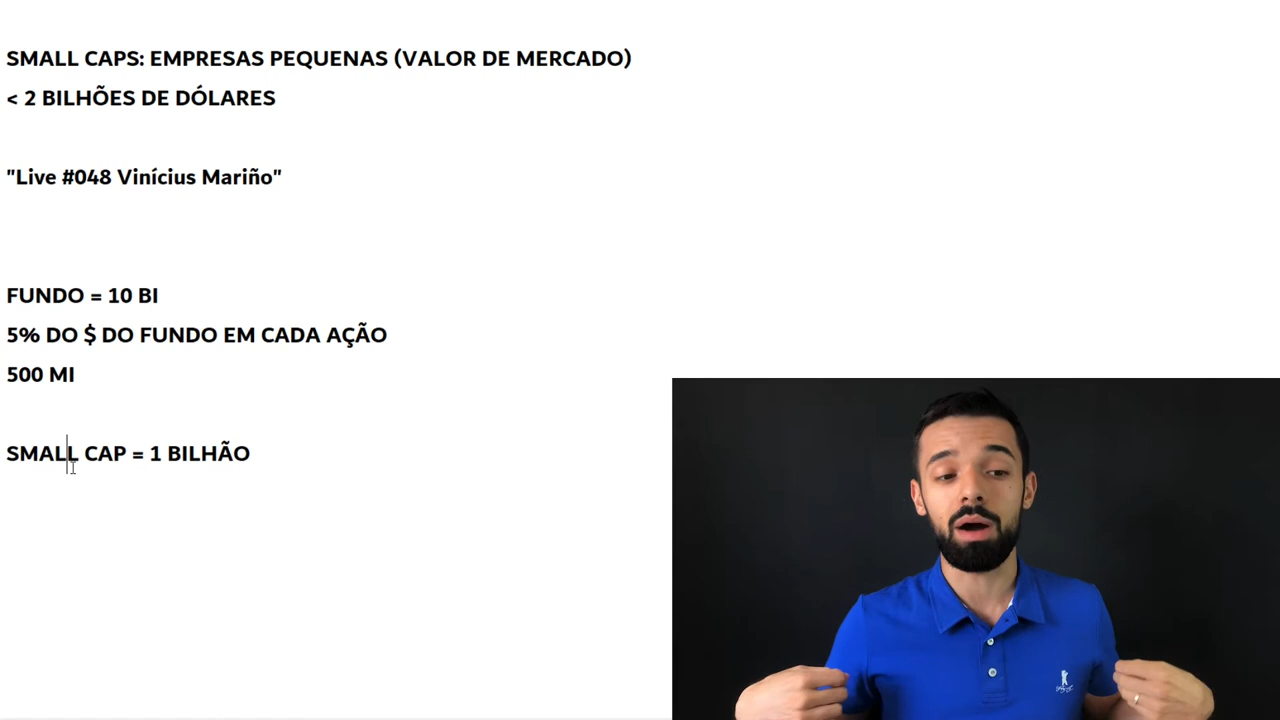 SMALL CAPS: EMPRESAS PEQUENAS (VALOR DE MERCADO)
< 2 BILHÕES DE DÓLARES
"Live #048 Vinícius Mariño"
FUNDO = 10 BI
5% DO $ DO FUNDO EM CADA AÇÃO
500 MI
SMALL CAP = 1 BILHÃO